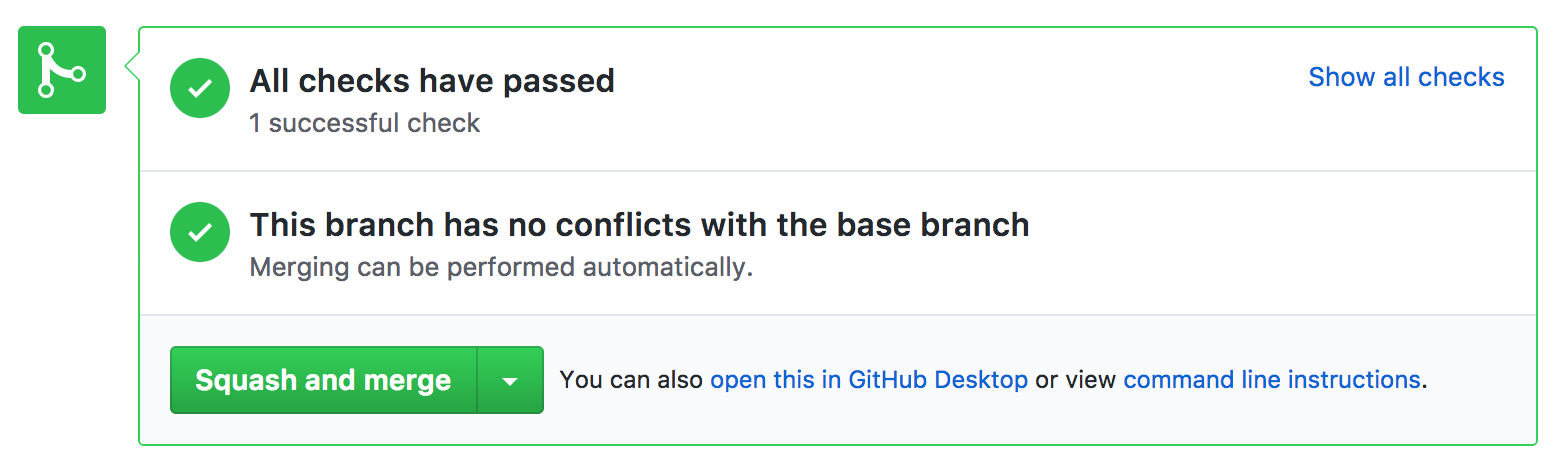 All checks have passed
Show all checks
1 successful check
This branch has no conflicts with the base branch
Merging can be performed automatically.
Squash and merge
You can also open this in GitHub Desktop or view command line instructions.